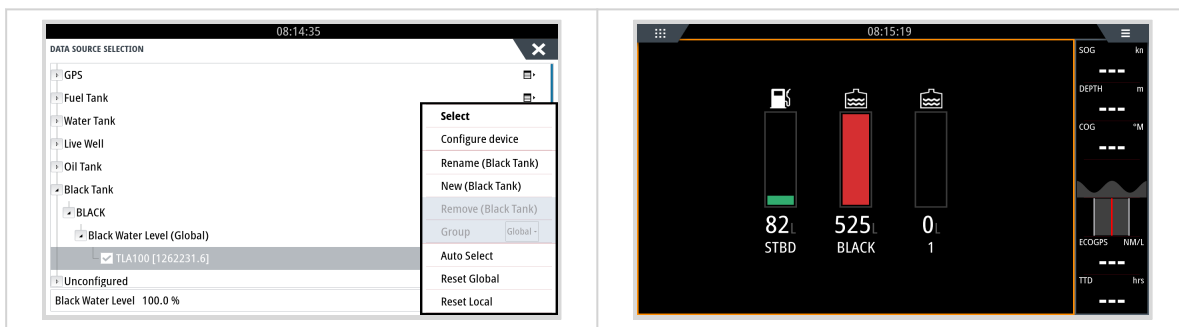 08:14:35
DATA SOURCE SELECTION
GPS
Fuel Tank
Water Tank
Live Well
Oil Tank
Black Tank
BLACK
Black Water Level (Global)
TLA100 [1262231.6]
Unconfigured
Black Water Level 100.0 %
Select
Configure device
Rename (Black Tank)
New (Black Tank)
Remove (Black Tank)
Group Global
Auto Select
Reset Global
Reset Local
08:15:19
82 L
STBD
525 L
BLACK
0 L
1
SOG kn
---
DEPTH m
---
COG °M
---
ECOGPS NM/L
---
TTD hrs
---